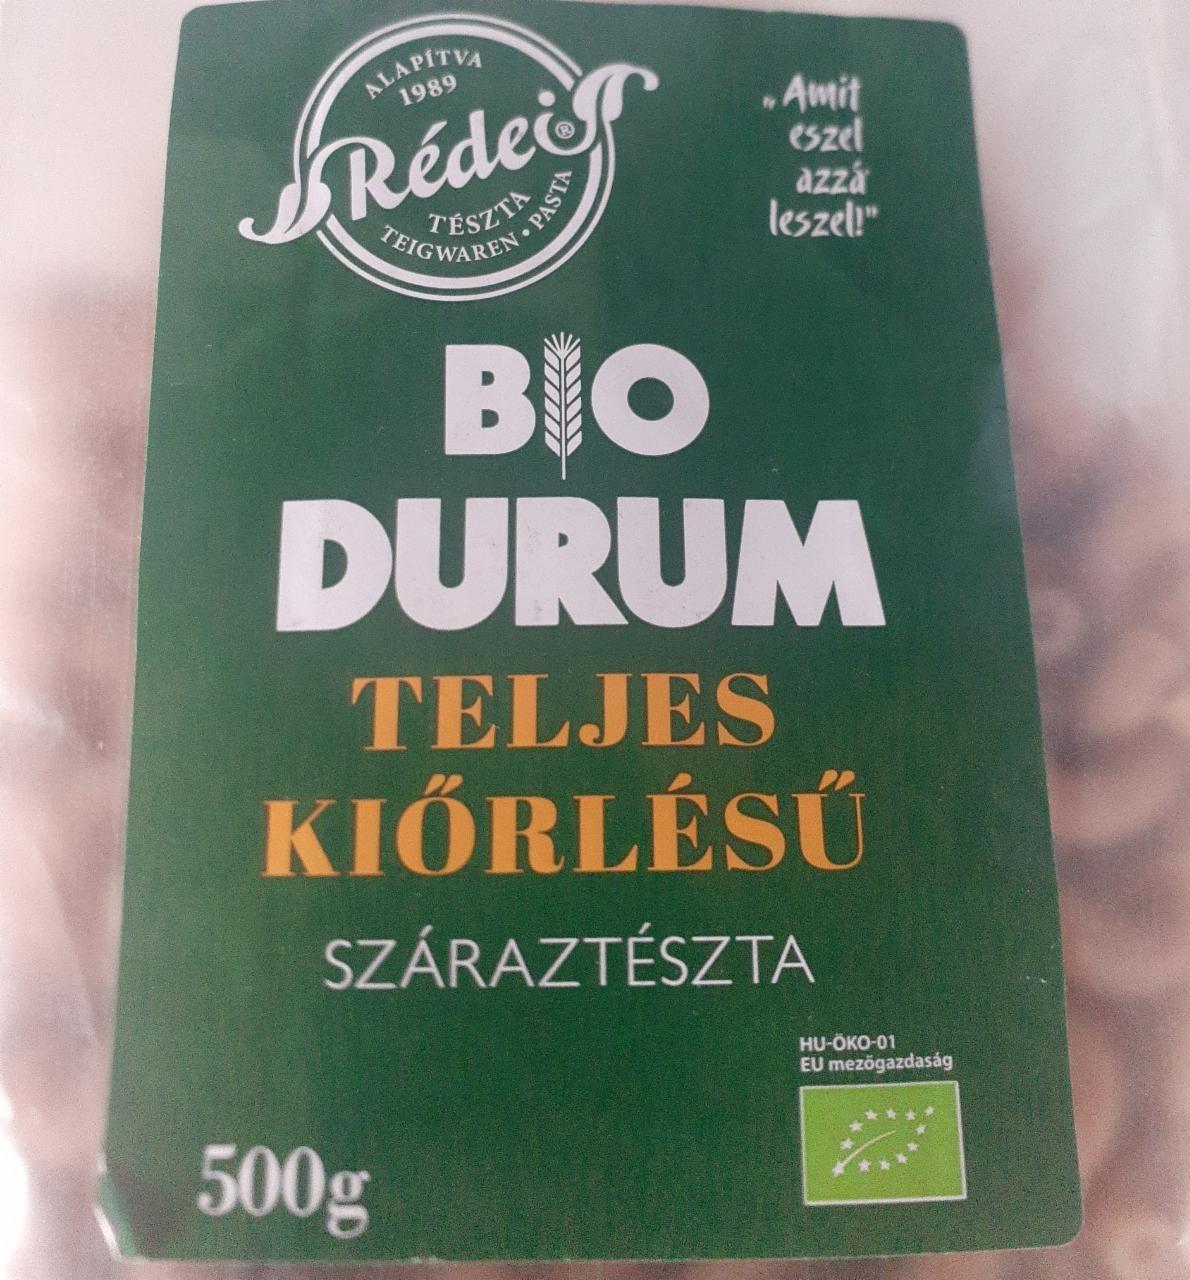 ALAPÍTVA
1989
Rédei®
TÉSZTA
TEIGWAREN • PASTA
„Amit
eszel
azzá
leszel!"
BIO
DURUM
TELJES
KIŐRLÉSŰ
SZÁRAZTÉSZTA
HU-ÖKO-01
EU mezőgazdaság
500g